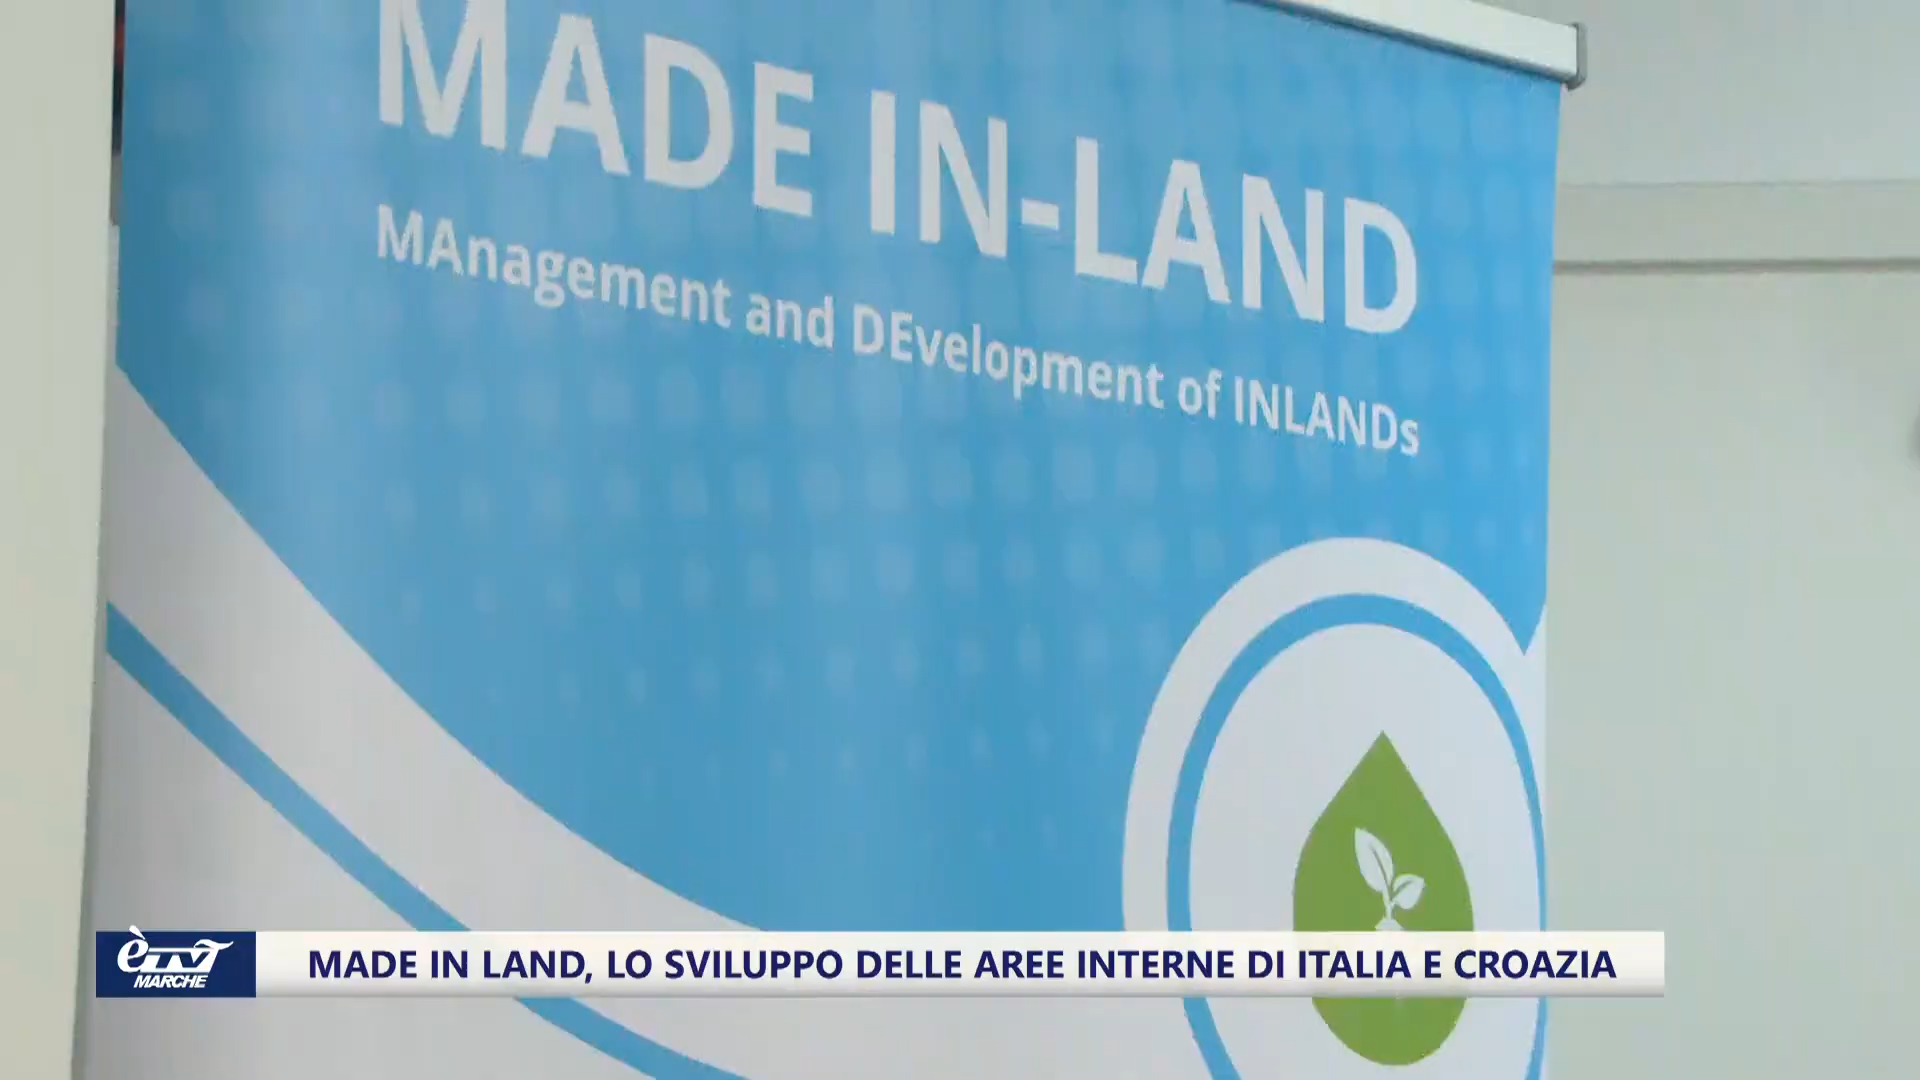 MADE IN-LAND
MAnagement and DEvelopment of INLANDs
èTV
MARCHE
MADE IN LAND, LO SVILUPPO DELLE AREE INTERNE DI ITALIA E CROAZIA